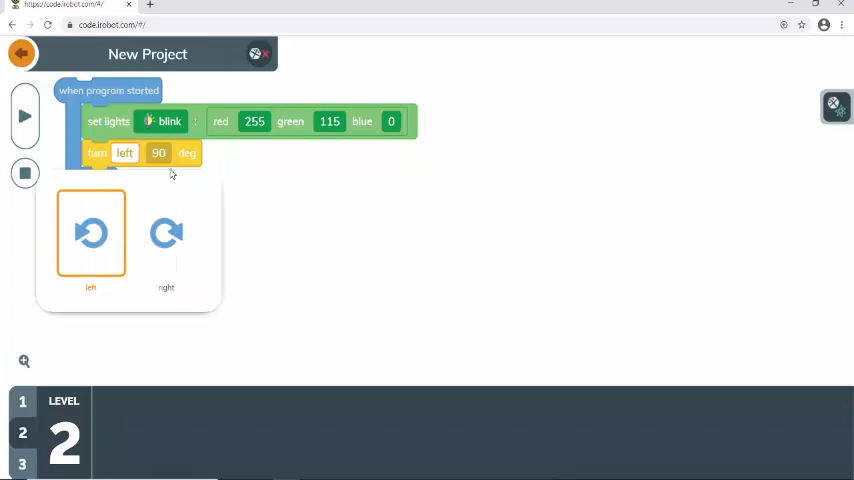 https://code.irobot.com/#/
code.irobot.com/#/
New Project
when program started
set lights blink : red 255 green 115 blue 0
turn left 90 deg
left right
1
LEVEL
2
2
3